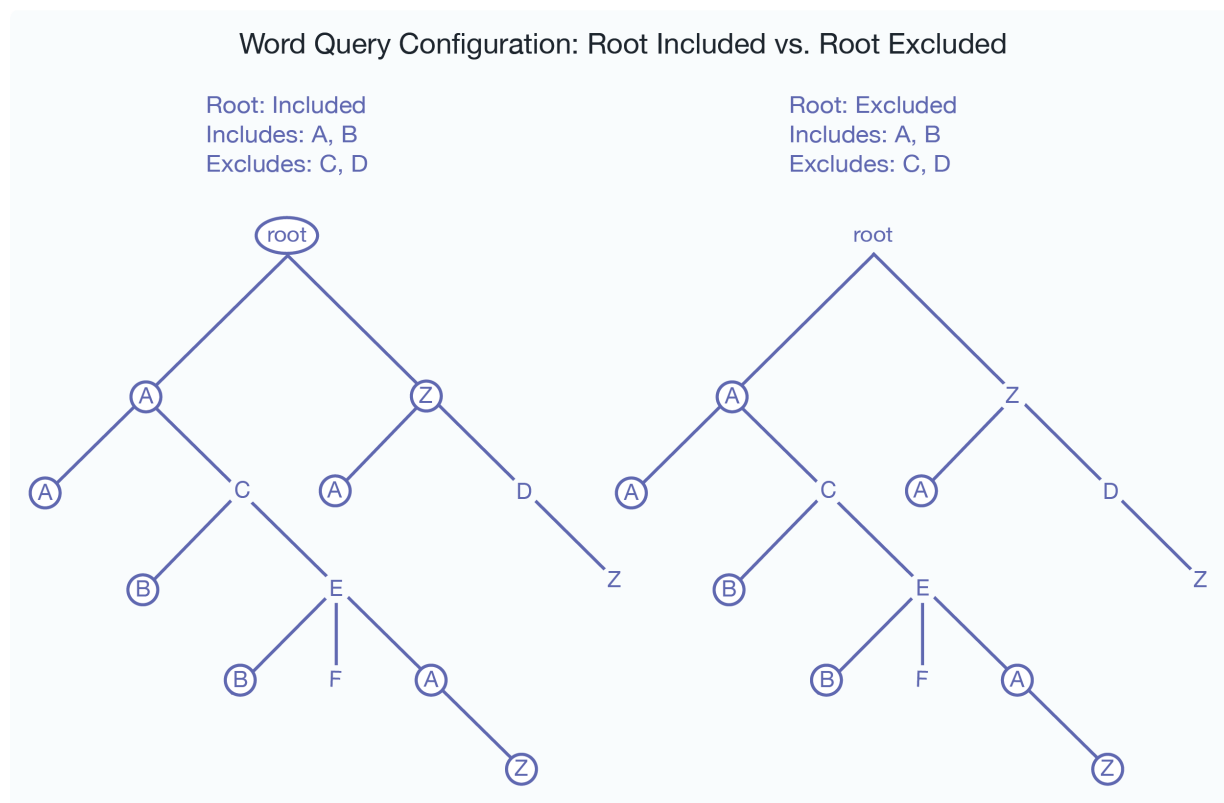 Word Query Configuration: Root Included vs. Root Excluded
Root: Included
Includes: A, B
Excludes: C, D
root
A
Z
A
C
A
D
B
E
Z
B
F
A
Z
Root: Excluded
Includes: A, B
Excludes: C, D
root
A
Z
A
C
A
D
B
E
Z
B
F
A
Z